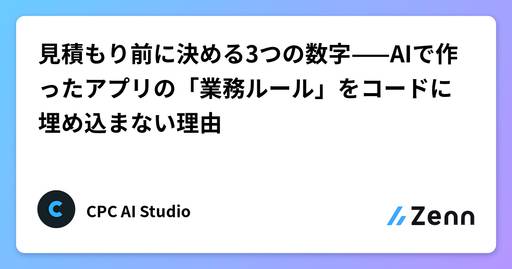 見積もり前に決める3つの数字——AIで作
ったアプリの「業務ルール」をコードに
埋め込まない理由
CPC AI Studio
Zenn